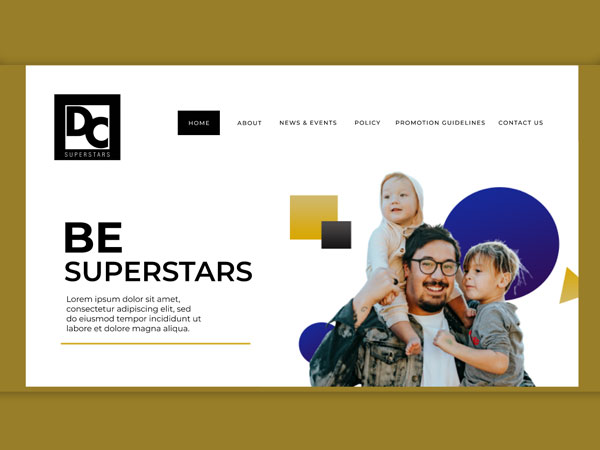 DC
SUPERSTARS
HOME
ABOUT
NEWS & EVENTS
POLICY
PROMOTION GUIDELINES
CONTACT US
BE
SUPERSTARS
Lorem ipsum dolor sit amet,
consectetur adipiscing elit, sed
do eiusmod tempor incididunt ut
labore et dolore magna aliqua.